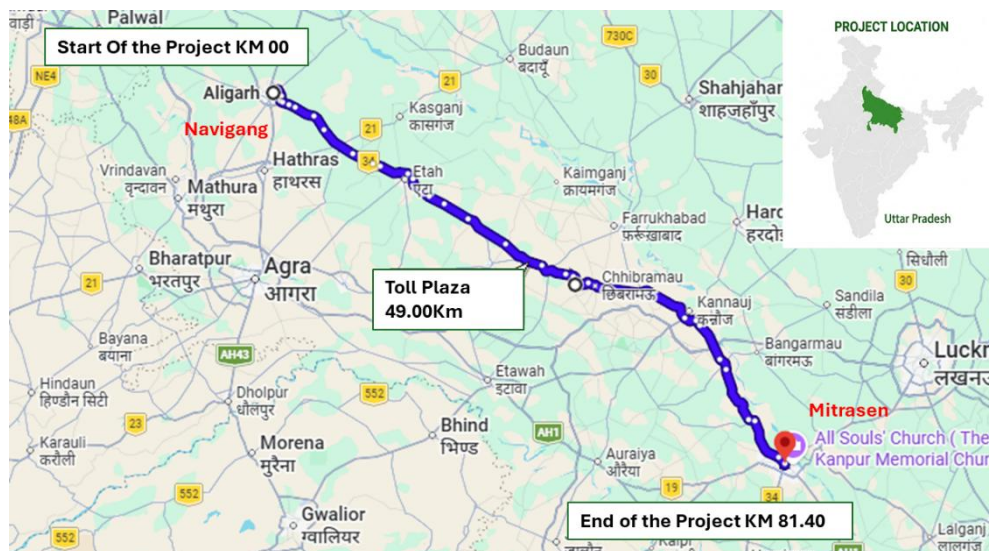 Palwal
Start Of the Project KM 00
वाड़ी
NE4
48A
730C
Budaun
बदायूँ
21
30
Shahjahan
शाहजहाँपुर
PROJECT LOCATION
Uttar Pradesh
Aligarh
Navigang
21
Kasganj
कासगंज
Hathras
हाथरस
34
Etah
एटा
Vrindavan
वृन्दावन
Mathura
मथुरा
Kaimganj
क़ायमगंज
Farrukhabad
फ़र्रूख़ाबाद
Hard
हरदोई
सिधौली
Bharatpur
भरतपुर
21
Agra
आगरा
Toll Plaza
49.00Km
Chhibramau
छिबरामऊ
Kannauj
कन्नौज
30
Sandila
संडीला
Bayana
बयाना
AH43
Bangarmau
बांगरमऊ
Luckn
लखनऊ
Etawah
इटावा
Hindaun
हिण्डौन सिटी
Dholpur
धौलपुर
552
23
Karauli
करौली
Morena
मुरैना
Bhind
भिण्ड
AH1
Mitrasen
All Souls' Church ( The
Kanpur Memorial Chur
Auraiya
औरैया
19
34
552
552
Gwalior
ग्वालियर
End of the Project KM 81.40
Lalganj
लालगंज